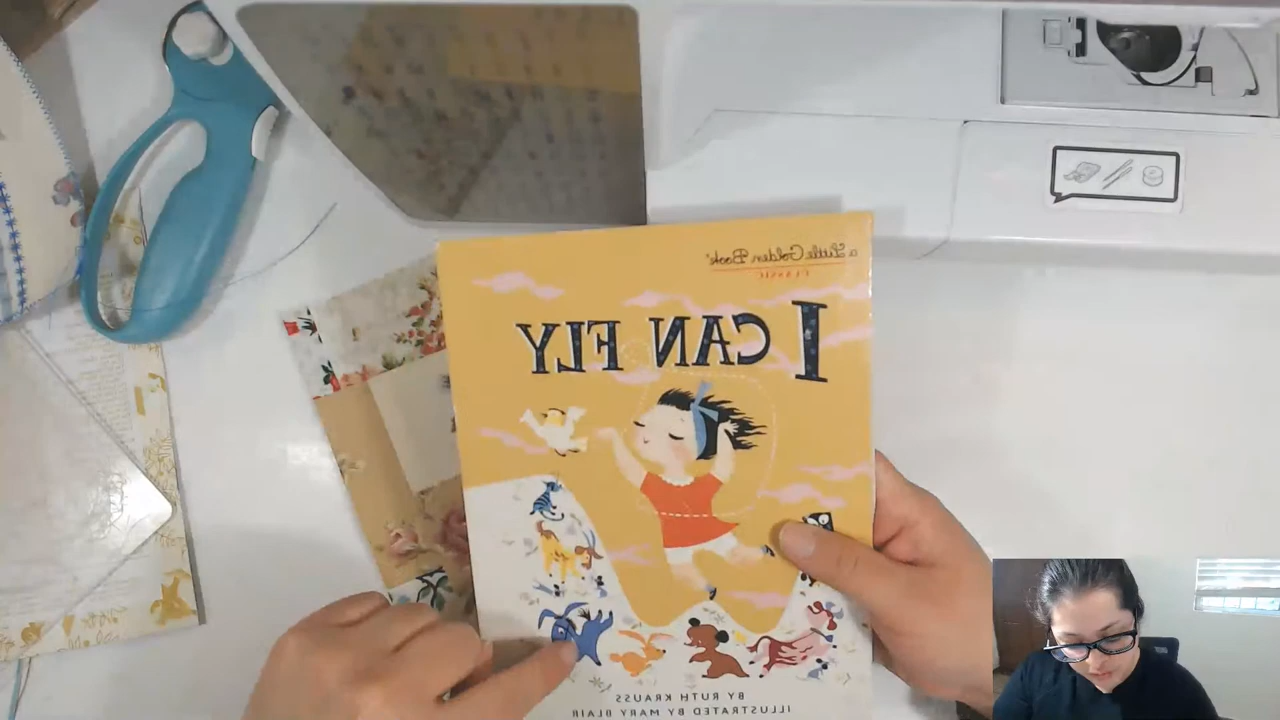 a Little Golden Book®
CLASSIC
I CAN FLY
BY RUTH KRAUSS
ILLUSTRATED BY MARY BLAIR